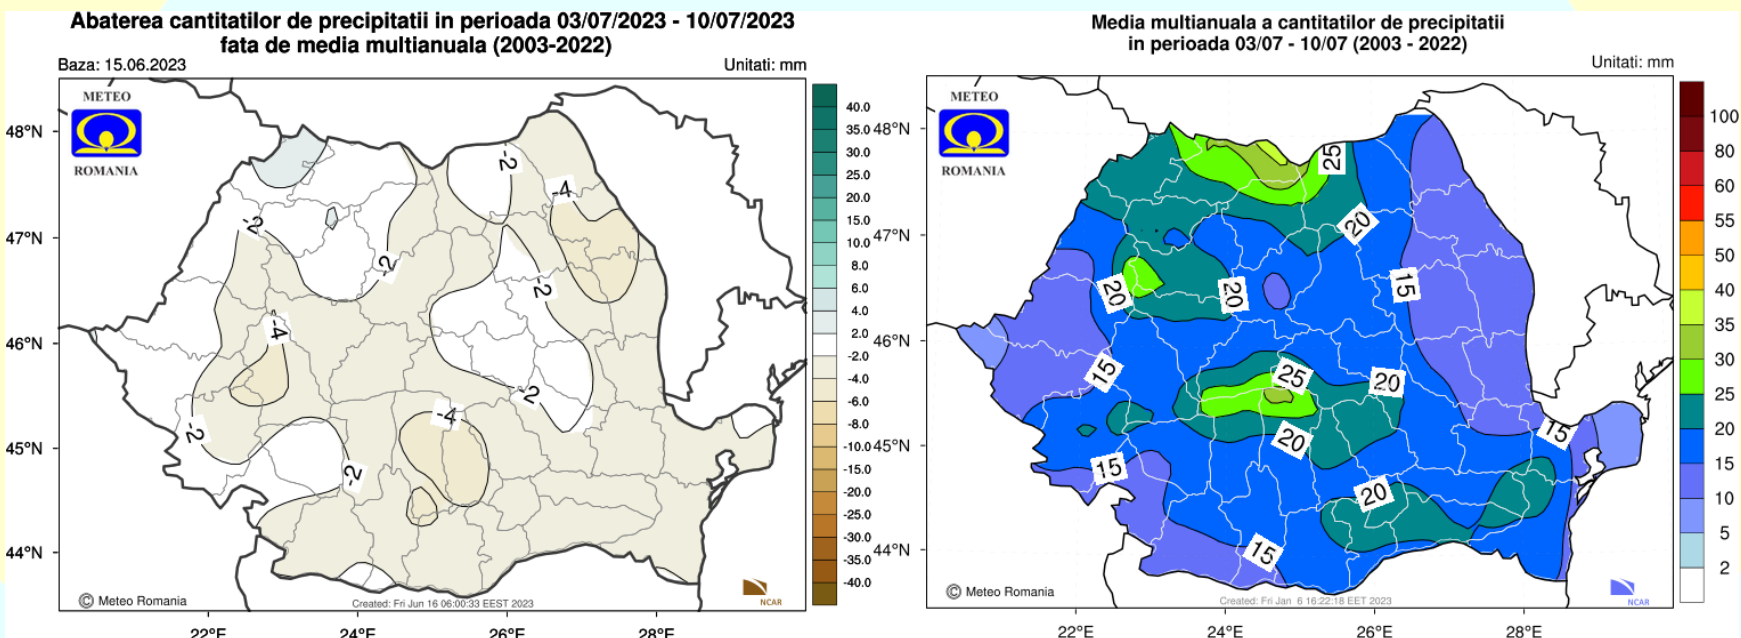 Abaterea cantitatilor de precipitatii in perioada 03/07/2023 - 10/07/2023
fata de media multianuala (2003-2022)
Baza: 15.06.2023
Unitati: mm
METEO
ROMANIA
48°N
47°N
46°N
45°N
44°N
-2
-4
-2
-2
-2
-4
-2
-4
-2
-2
40.0
35.0
30.0
25.0
20.0
15.0
10.0
8.0
6.0
4.0
2.0
-2.0
-4.0
-6.0
-8.0
-10.0
-15.0
-20.0
-25.0
-30.0
-35.0
-40.0
© Meteo Romania
Created: Fri Jun 16 06:00:33 EEST 2023
NCAR
22°E
24°E
26°E
28°E
Media multianuala a cantitatilor de precipitatii
in perioada 03/07 - 10/07 (2003 - 2022)
Unitati: mm
METEO
ROMANIA
48°N
47°N
46°N
45°N
44°N
25
20
20
20
15
15
25
20
20
15
15
20
15
100
80
60
55
50
40
35
30
25
20
15
10
5
2
© Meteo Romania
Created: Fri Jan 6 16:22:18 EET 2023
NCAR
22°E
24°E
26°E
28°E